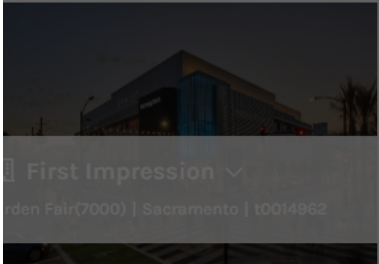 First Impression
rden Fair(7000) | Sacramento | t0014962